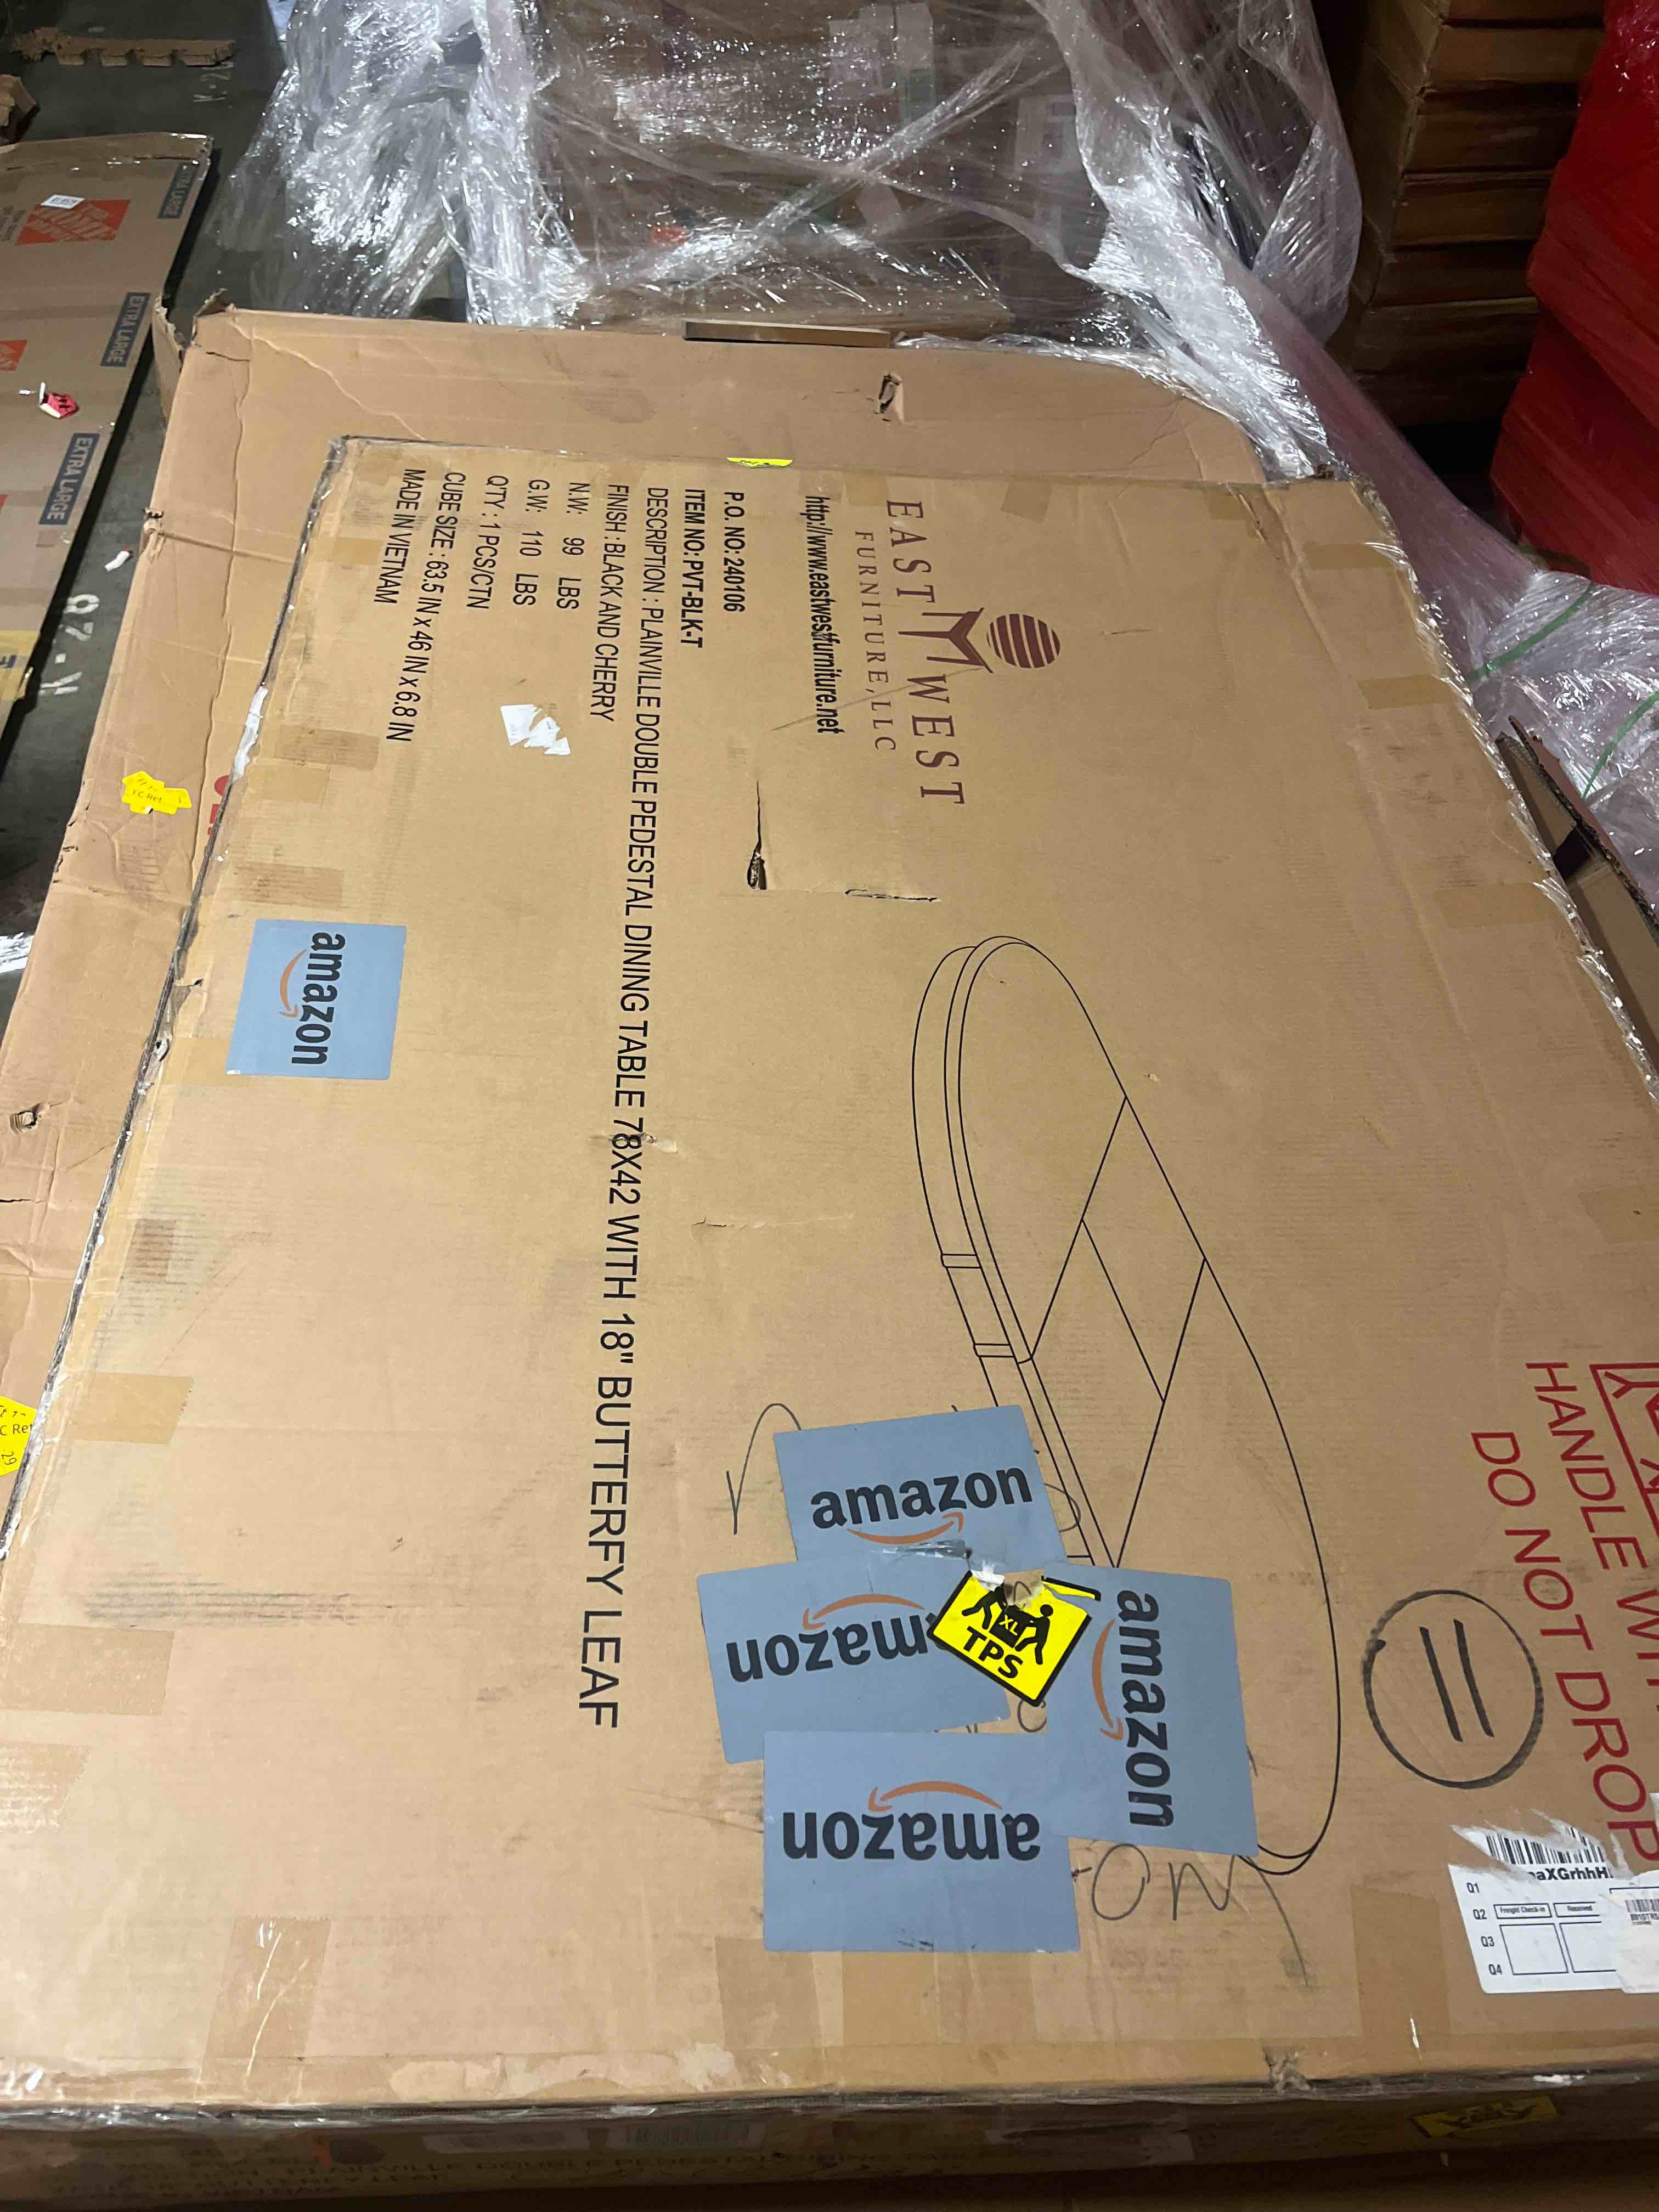 EAST WEST
FURNITURE, LLC
http://www.eastwestfurniture.net
P.O. NO: 240106
ITEM NO: PVT-BLK-T
DESCRIPTION : PLAINVILLE DOUBLE PEDESTAL DINING TABLE 78X42 WITH 18" BUTTERFY LEAF
FINISH : BLACK AND CHERRY
N.W: 99 LBS
G.W: 110 LBS
QTY : 1 PCS/CTN
CUBE SIZE : 63.5 IN x 46 IN x 6.8 IN
MADE IN VIETNAM
amazon
amazon
amazon
amazon
amazon
XL
TPS
HANDLE
DO NOT DROP
Q1
Q2
Q3
Q4
Freight Check-in
Received
EXTRA LARGE
EXTRA LARGE
EXTRA LARGE